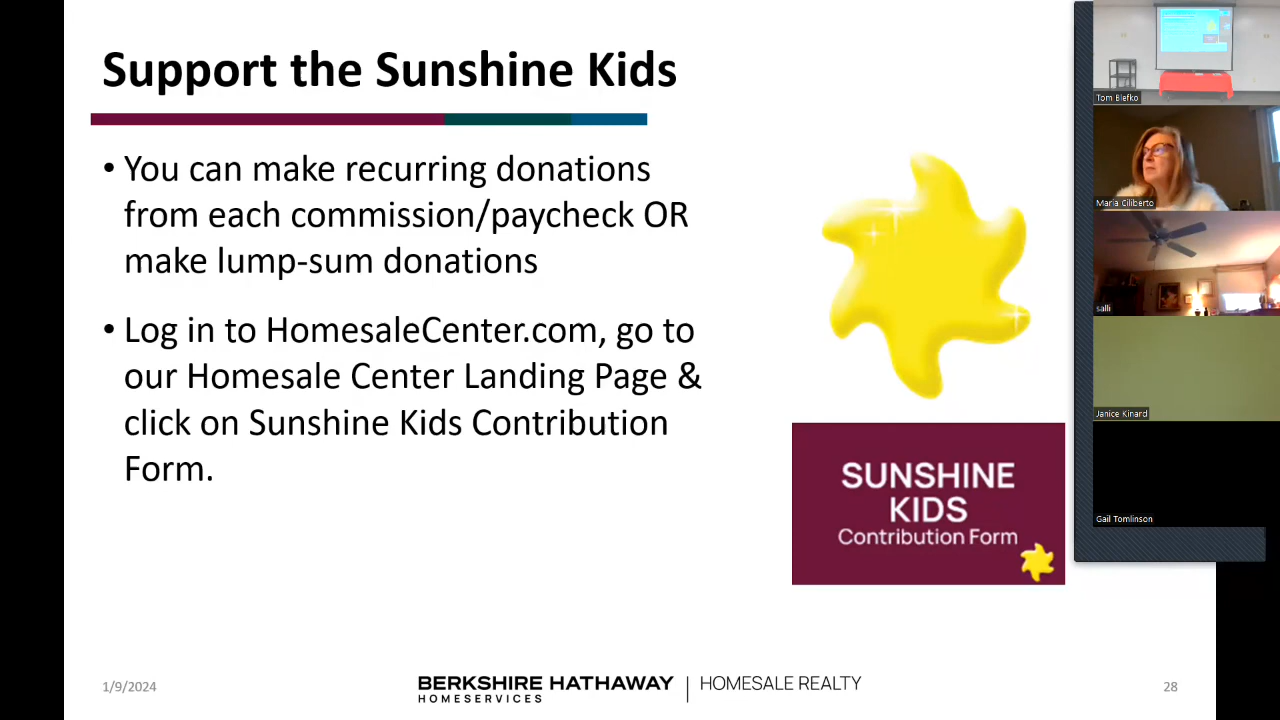 Support the Sunshine Kids
• You can make recurring donations
from each commission/paycheck OR
make lump-sum donations
• Log in to HomesaleCenter.com, go to
our Homesale Center Landing Page &
click on Sunshine Kids Contribution
Form.
SUNSHINE
KIDS
Contribution Form
1/9/2024
BERKSHIRE HATHAWAY
HOMESERVICES
HOMESALE REALTY
28
Tom Blefko
Maria Ciliberto
salli
Janice Kinard
Gail Tomlinson